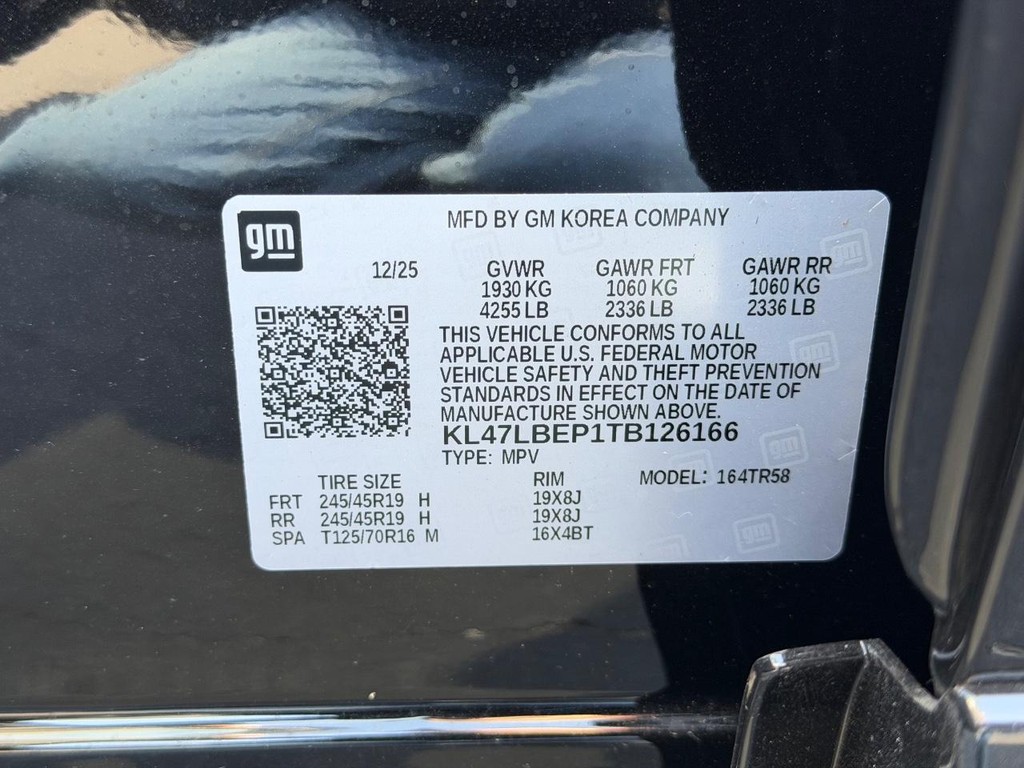 gm
MFD BY GM KOREA COMPANY
12/25 GVWR GAWR FRT GAWR RR
1930 KG 1060 KG 1060 KG
4255 LB 2336 LB 2336 LB
THIS VEHICLE CONFORMS TO ALL
APPLICABLE U.S. FEDERAL MOTOR
VEHICLE SAFETY AND THEFT PREVENTION
STANDARDS IN EFFECT ON THE DATE OF
MANUFACTURE SHOWN ABOVE.
KL47LBEP1TB126166
TYPE: MPV
TIRE SIZE RIM MODEL: 164TR58
FRT 245/45R19 H 19X8J
RR 245/45R19 H 19X8J
SPA T125/70R16 M 16X4BT